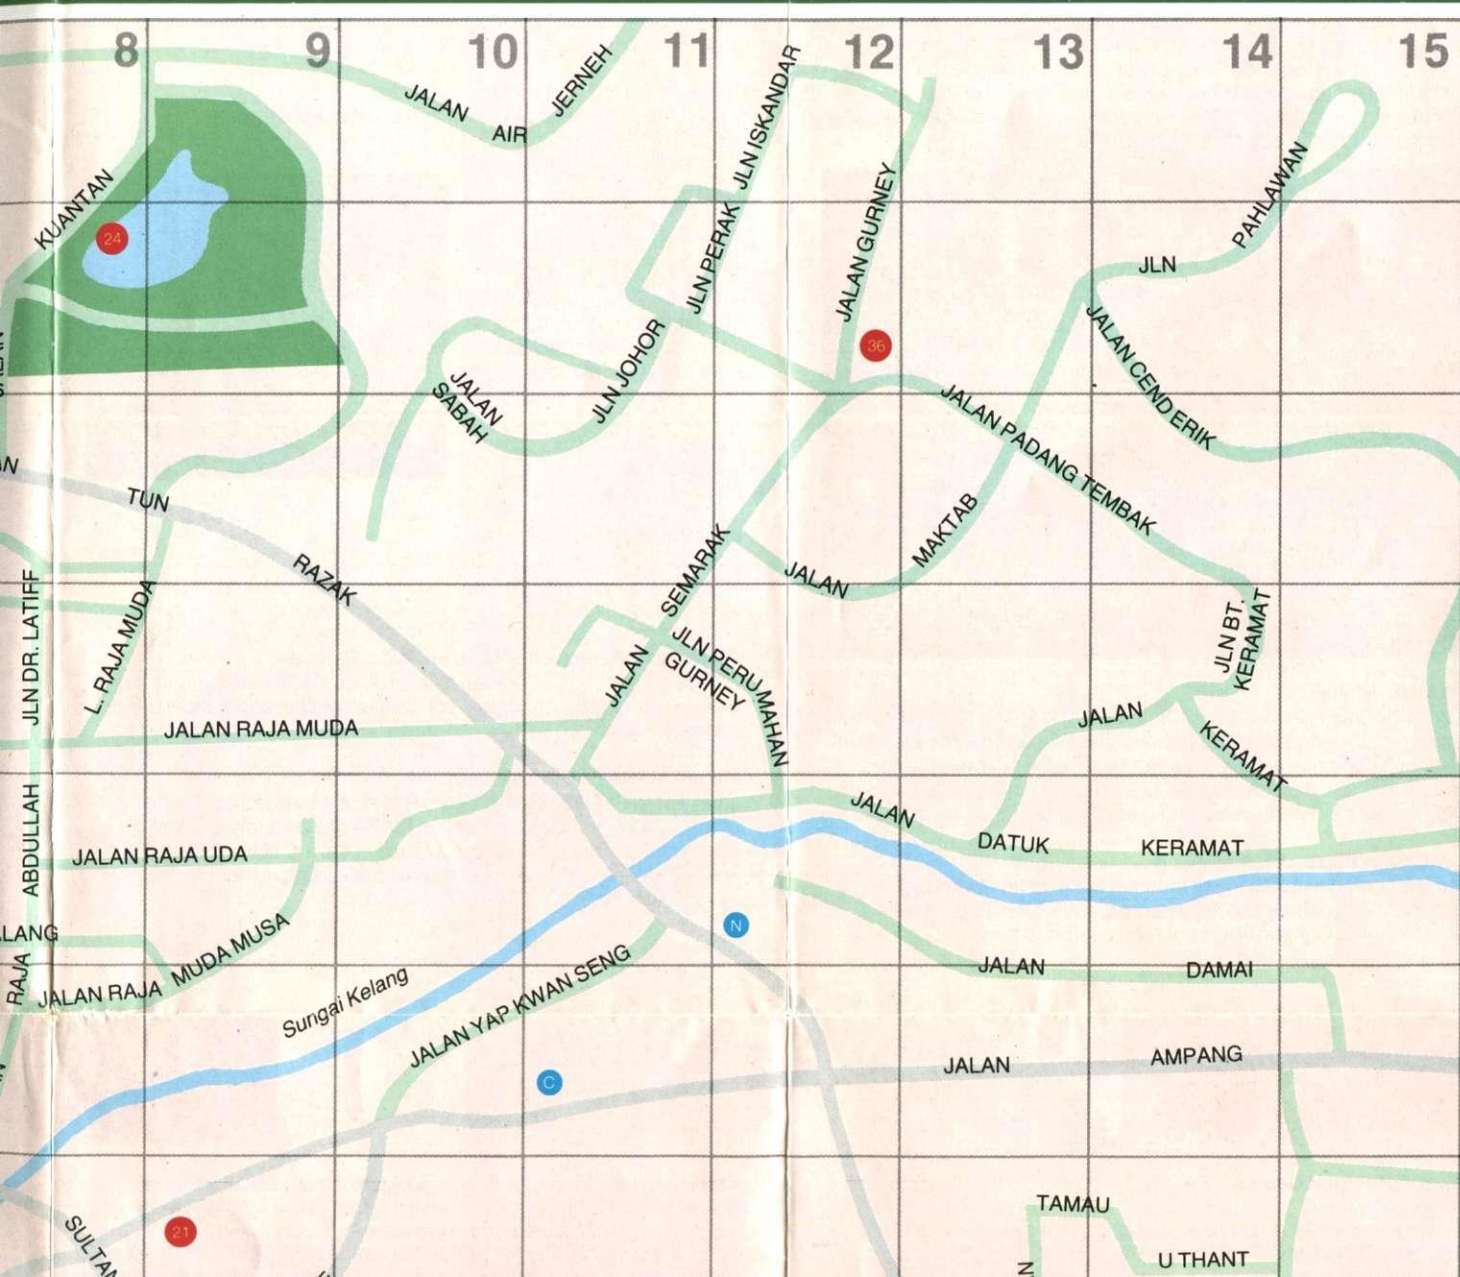 8 9 10 11 12 13 14 15
JALAN AIR JERNEH
JLN ISKANDAR
KUANTAN
24
JLN PERAK
JALAN GURNEY
PAHLAWAN
JLN
36
JALAN CENDERIK
JLN JOHOR
JALAN
SABAH
JALAN PADANG TEMBAK
TUN
RAZAK
MAKTAB
JALAN
SEMARAK
JALAN
JLN DR. LATIFF
L. RAJA MUDA
JLN PERUMAHAN
GURNEY
JLN BT.
KERAMAT
JALAN
KERAMAT
JALAN RAJA MUDA
ABDULLAH
RAJA
JALAN DATUK KERAMAT
JALAN RAJA UDA
N
LANG
JALAN RAJA MUDA MUSA
Sungai Kelang
JALAN YAP KWAN SENG
JALAN DAMAI
JALAN AMPANG
C
21
SULTAN
TAMAU
U THANT